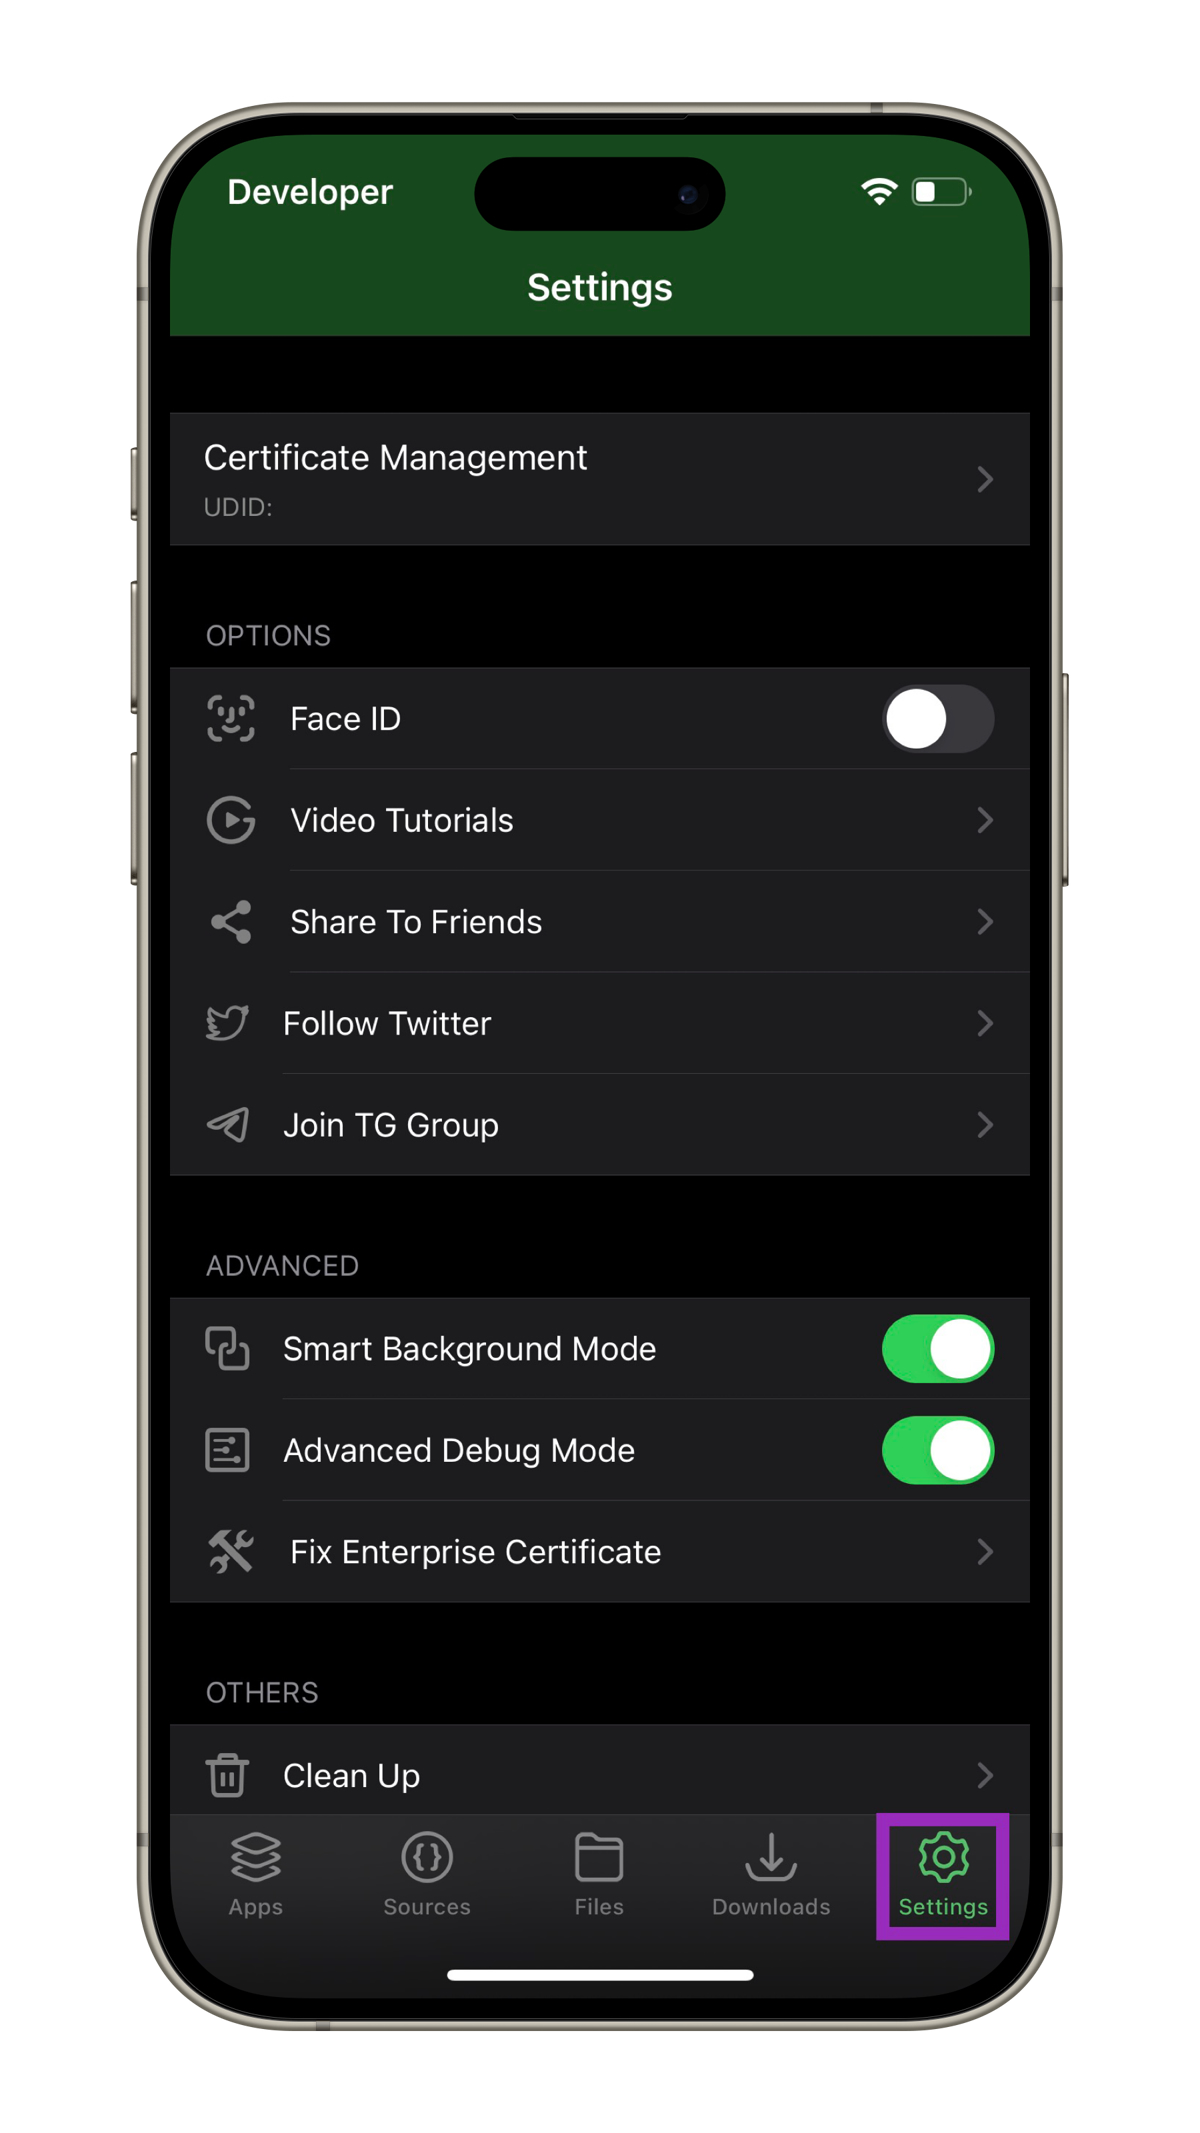 Developer
Settings
Certificate Management
UDID:
OPTIONS
Face ID
Video Tutorials
Share To Friends
Follow Twitter
Join TG Group
ADVANCED
Smart Background Mode
Advanced Debug Mode
Fix Enterprise Certificate
OTHERS
Clean Up
Apps
Sources
Files
Downloads
Settings